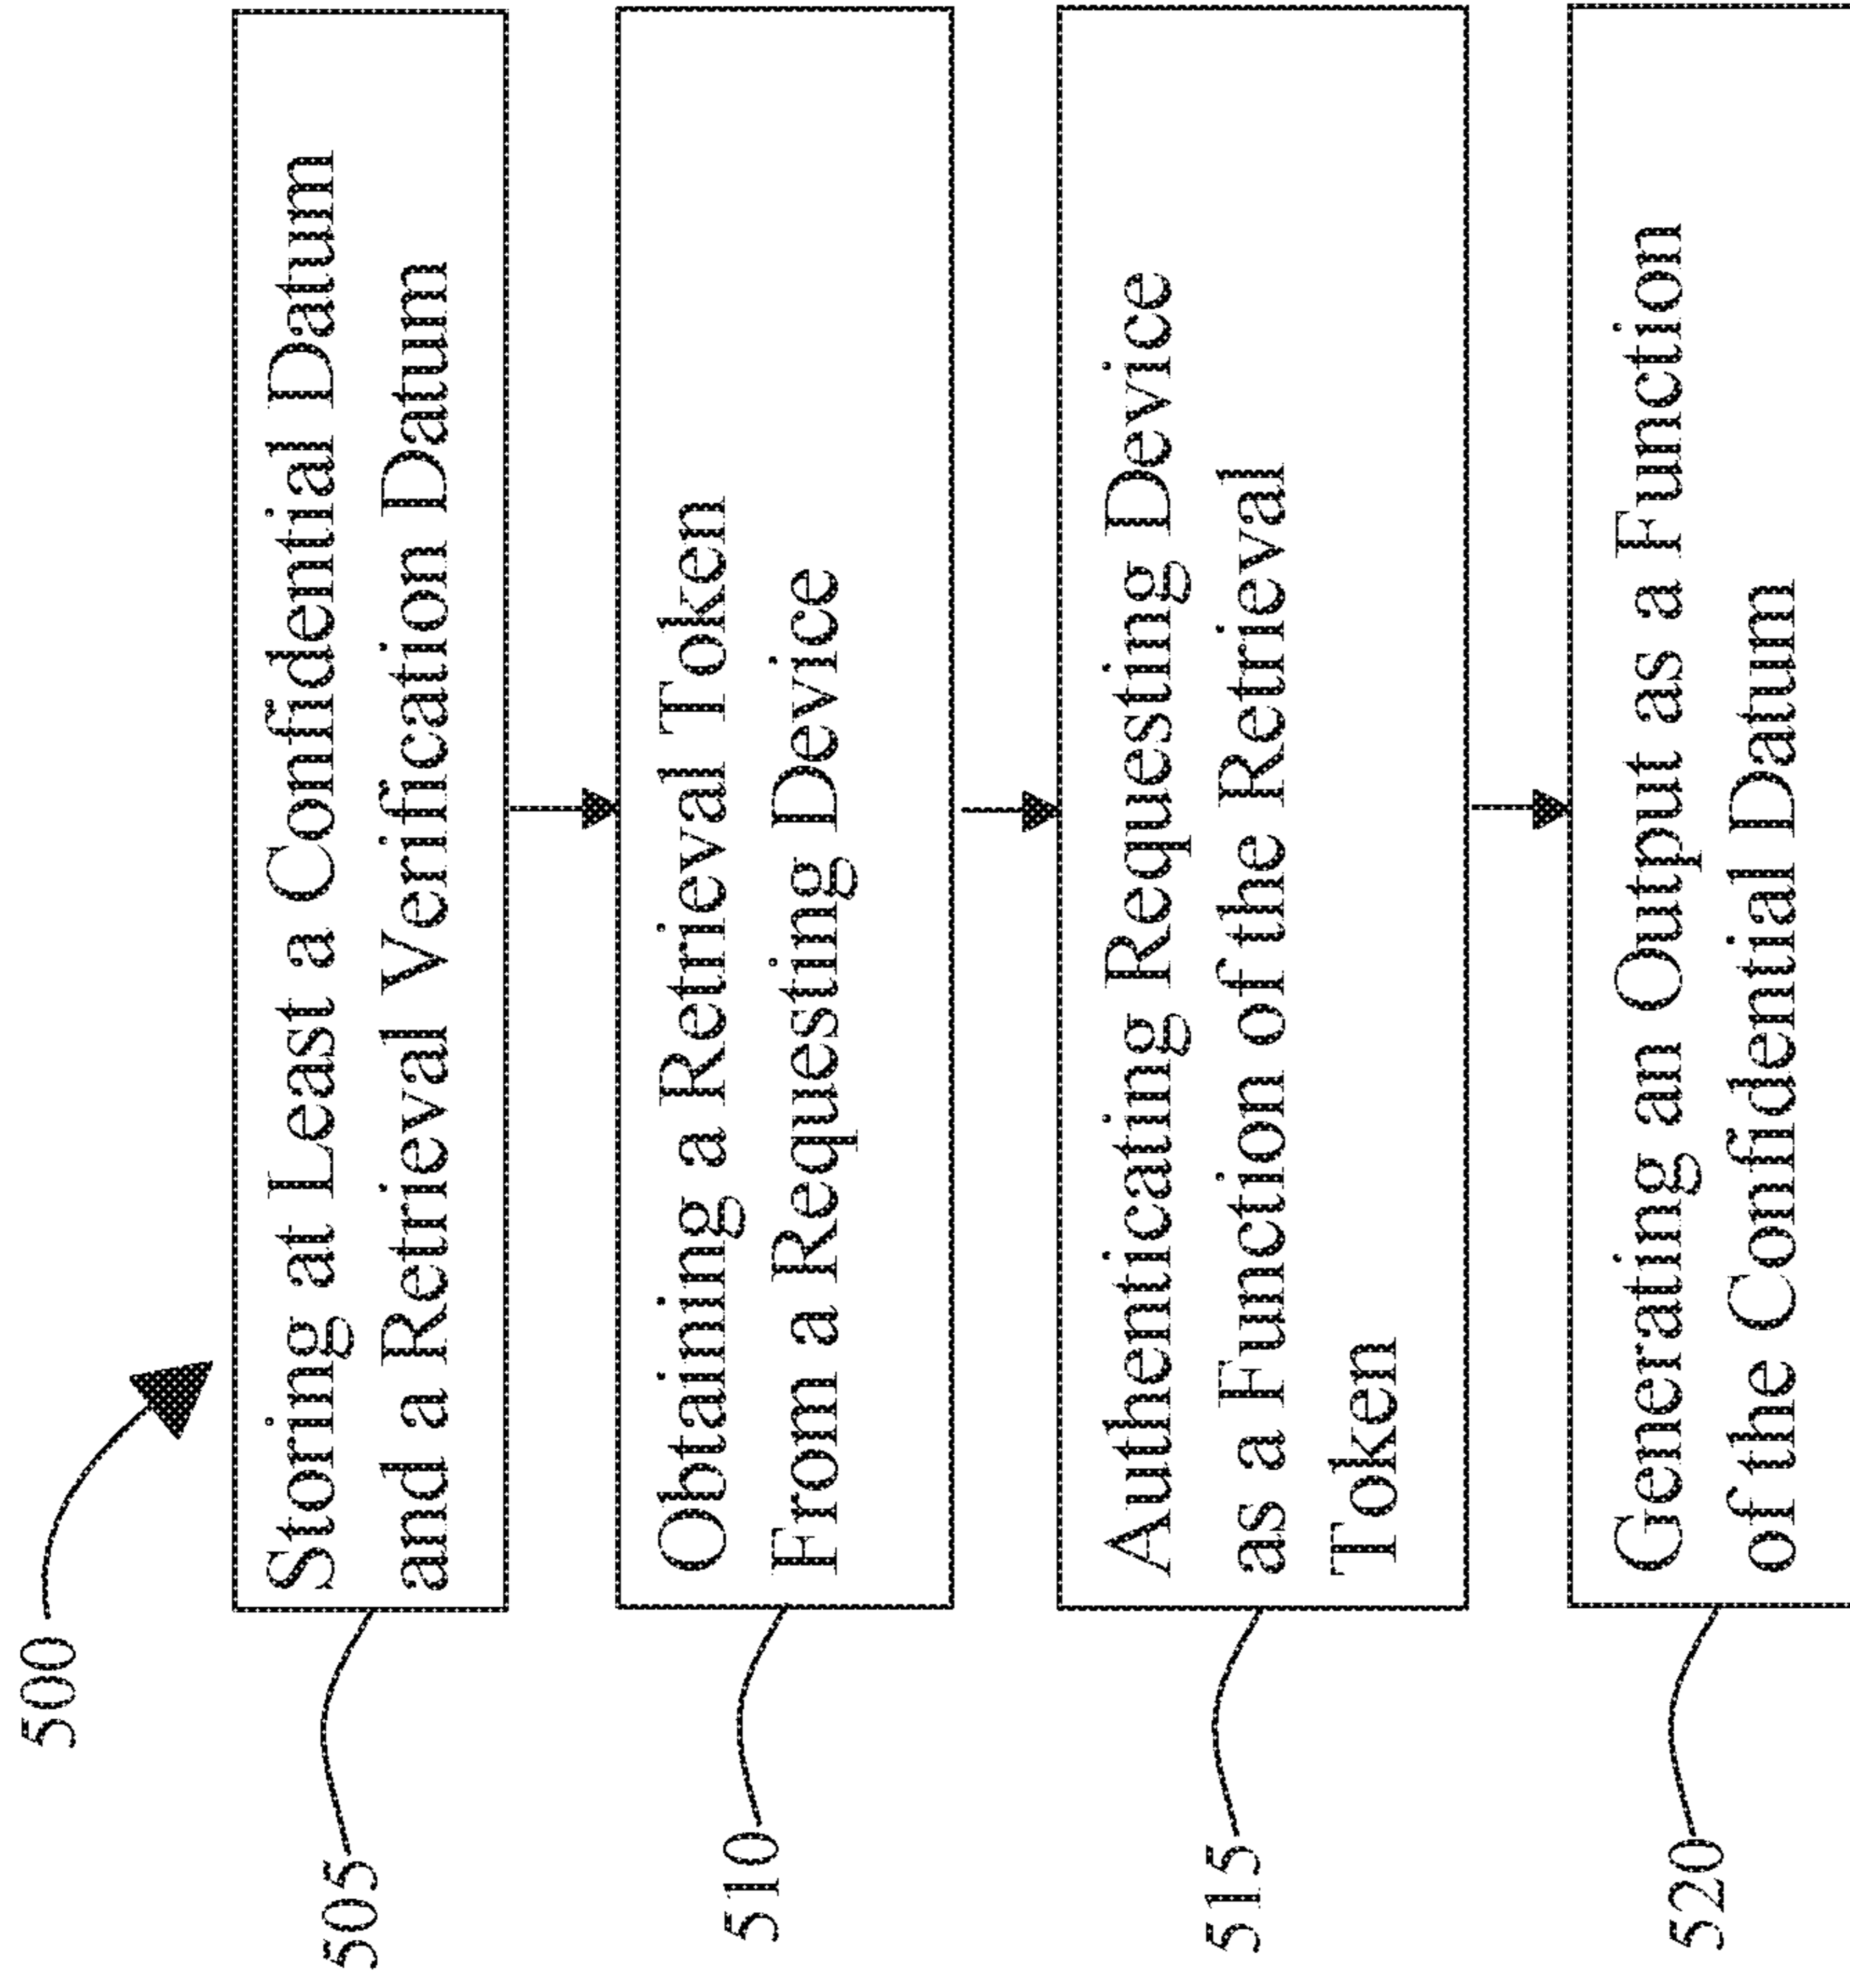 500
505
Storing at Least a Confidential Datum
and a Retrieval Verification Datum
510
Obtaining a Retrieval Token
From a Requesting Device
515
Authenticating Requesting Device
as a Function of the Retrieval
Token
520
Generating an Output as a Function
of the Confidential Datum